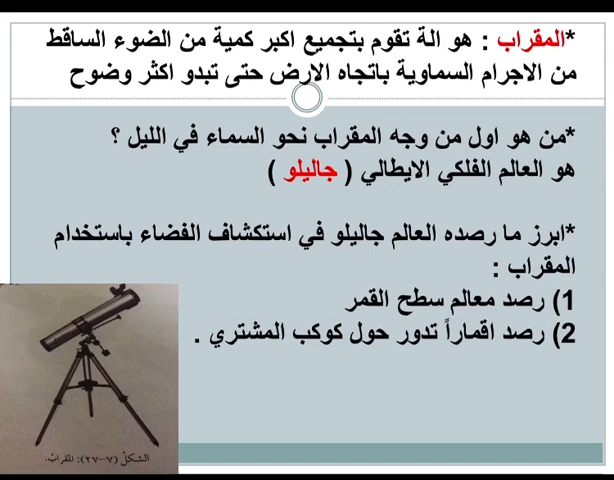 *المقراب : هو الة تقوم بتجميع اكبر كمية من الضوء الساقط
من الاجرام السماوية باتجاه الارض حتى تبدو اكثر وضوح
*من هو اول من وجه المقراب نحو السماء في الليل ؟
هو العالم الفلكي الايطالي ( جاليلو )
*ابرز ما رصده العالم جاليلو في استكشاف الفضاء باستخدام
المقراب :
1) رصد معالم سطح القمر
2) رصد اقماراً تدور حول كوكب المشتري .
الشكل (٧-٢٧): المقراب.